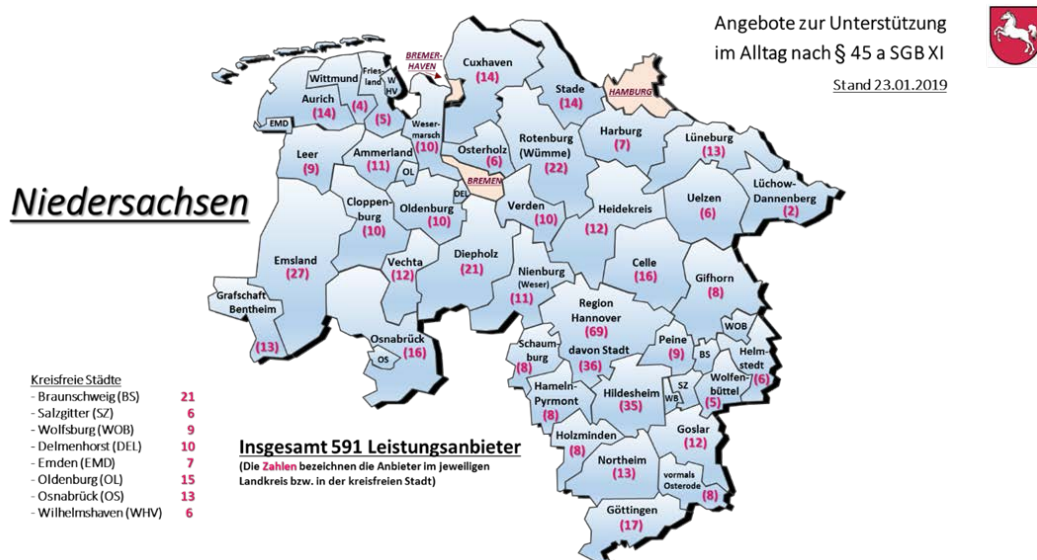 Angebote zur Unterstützung
im Alltag nach § 45 a SGB XI
Stand 23.01.2019
Niedersachsen
BREMER-
HAVEN
Cuxhaven
(14)
Wittmund
(4)
Fries-
land
(5)
W
HV
Aurich
(14)
EMD
Stade
(14)
HAMBURG
Weser-
marsch
(10)
Leer
(9)
Ammerland
(11)
OL
Osterholz
(6)
Rotenburg
(Wümme)
(22)
Harburg
(7)
Lüneburg
(13)
BREMEN
DEL
Cloppen-
burg
(10)
Oldenburg
(10)
Verden
(10)
Heidekreis
(12)
Uelzen
(6)
Lüchow-
Dannenberg
(2)
Emsland
(27)
Vechta
(12)
Diepholz
(21)
Nienburg
(Weser)
(11)
Celle
(16)
Gifhorn
(8)
Grafschaft
Bentheim
(13)
Osnabrück
(16)
OS
Region
Hannover
(69)
davon Stadt
(36)
Schaum-
burg
(8)
Peine
(9)
BS
WOB
Helm-
stedt
(6)
Hameln-
Pyrmont
(8)
Hildesheim
(35)
WB
SZ
Wolfen-
büttel
(5)
Holzminden
(8)
Goslar
(12)
Northeim
(13)
vormals
Osterode
(8)
Göttingen
(17)
Kreisfreie Städte
- Braunschweig (BS) 21
- Salzgitter (SZ) 6
- Wolfsburg (WOB) 9
- Delmenhorst (DEL) 10
- Emden (EMD) 7
- Oldenburg (OL) 15
- Osnabrück (OS) 13
- Wilhelmshaven (WHV) 6
Insgesamt 591 Leistungsanbieter
(Die Zahlen bezeichnen die Anbieter im jeweiligen
Landkreis bzw. in der kreisfreien Stadt)